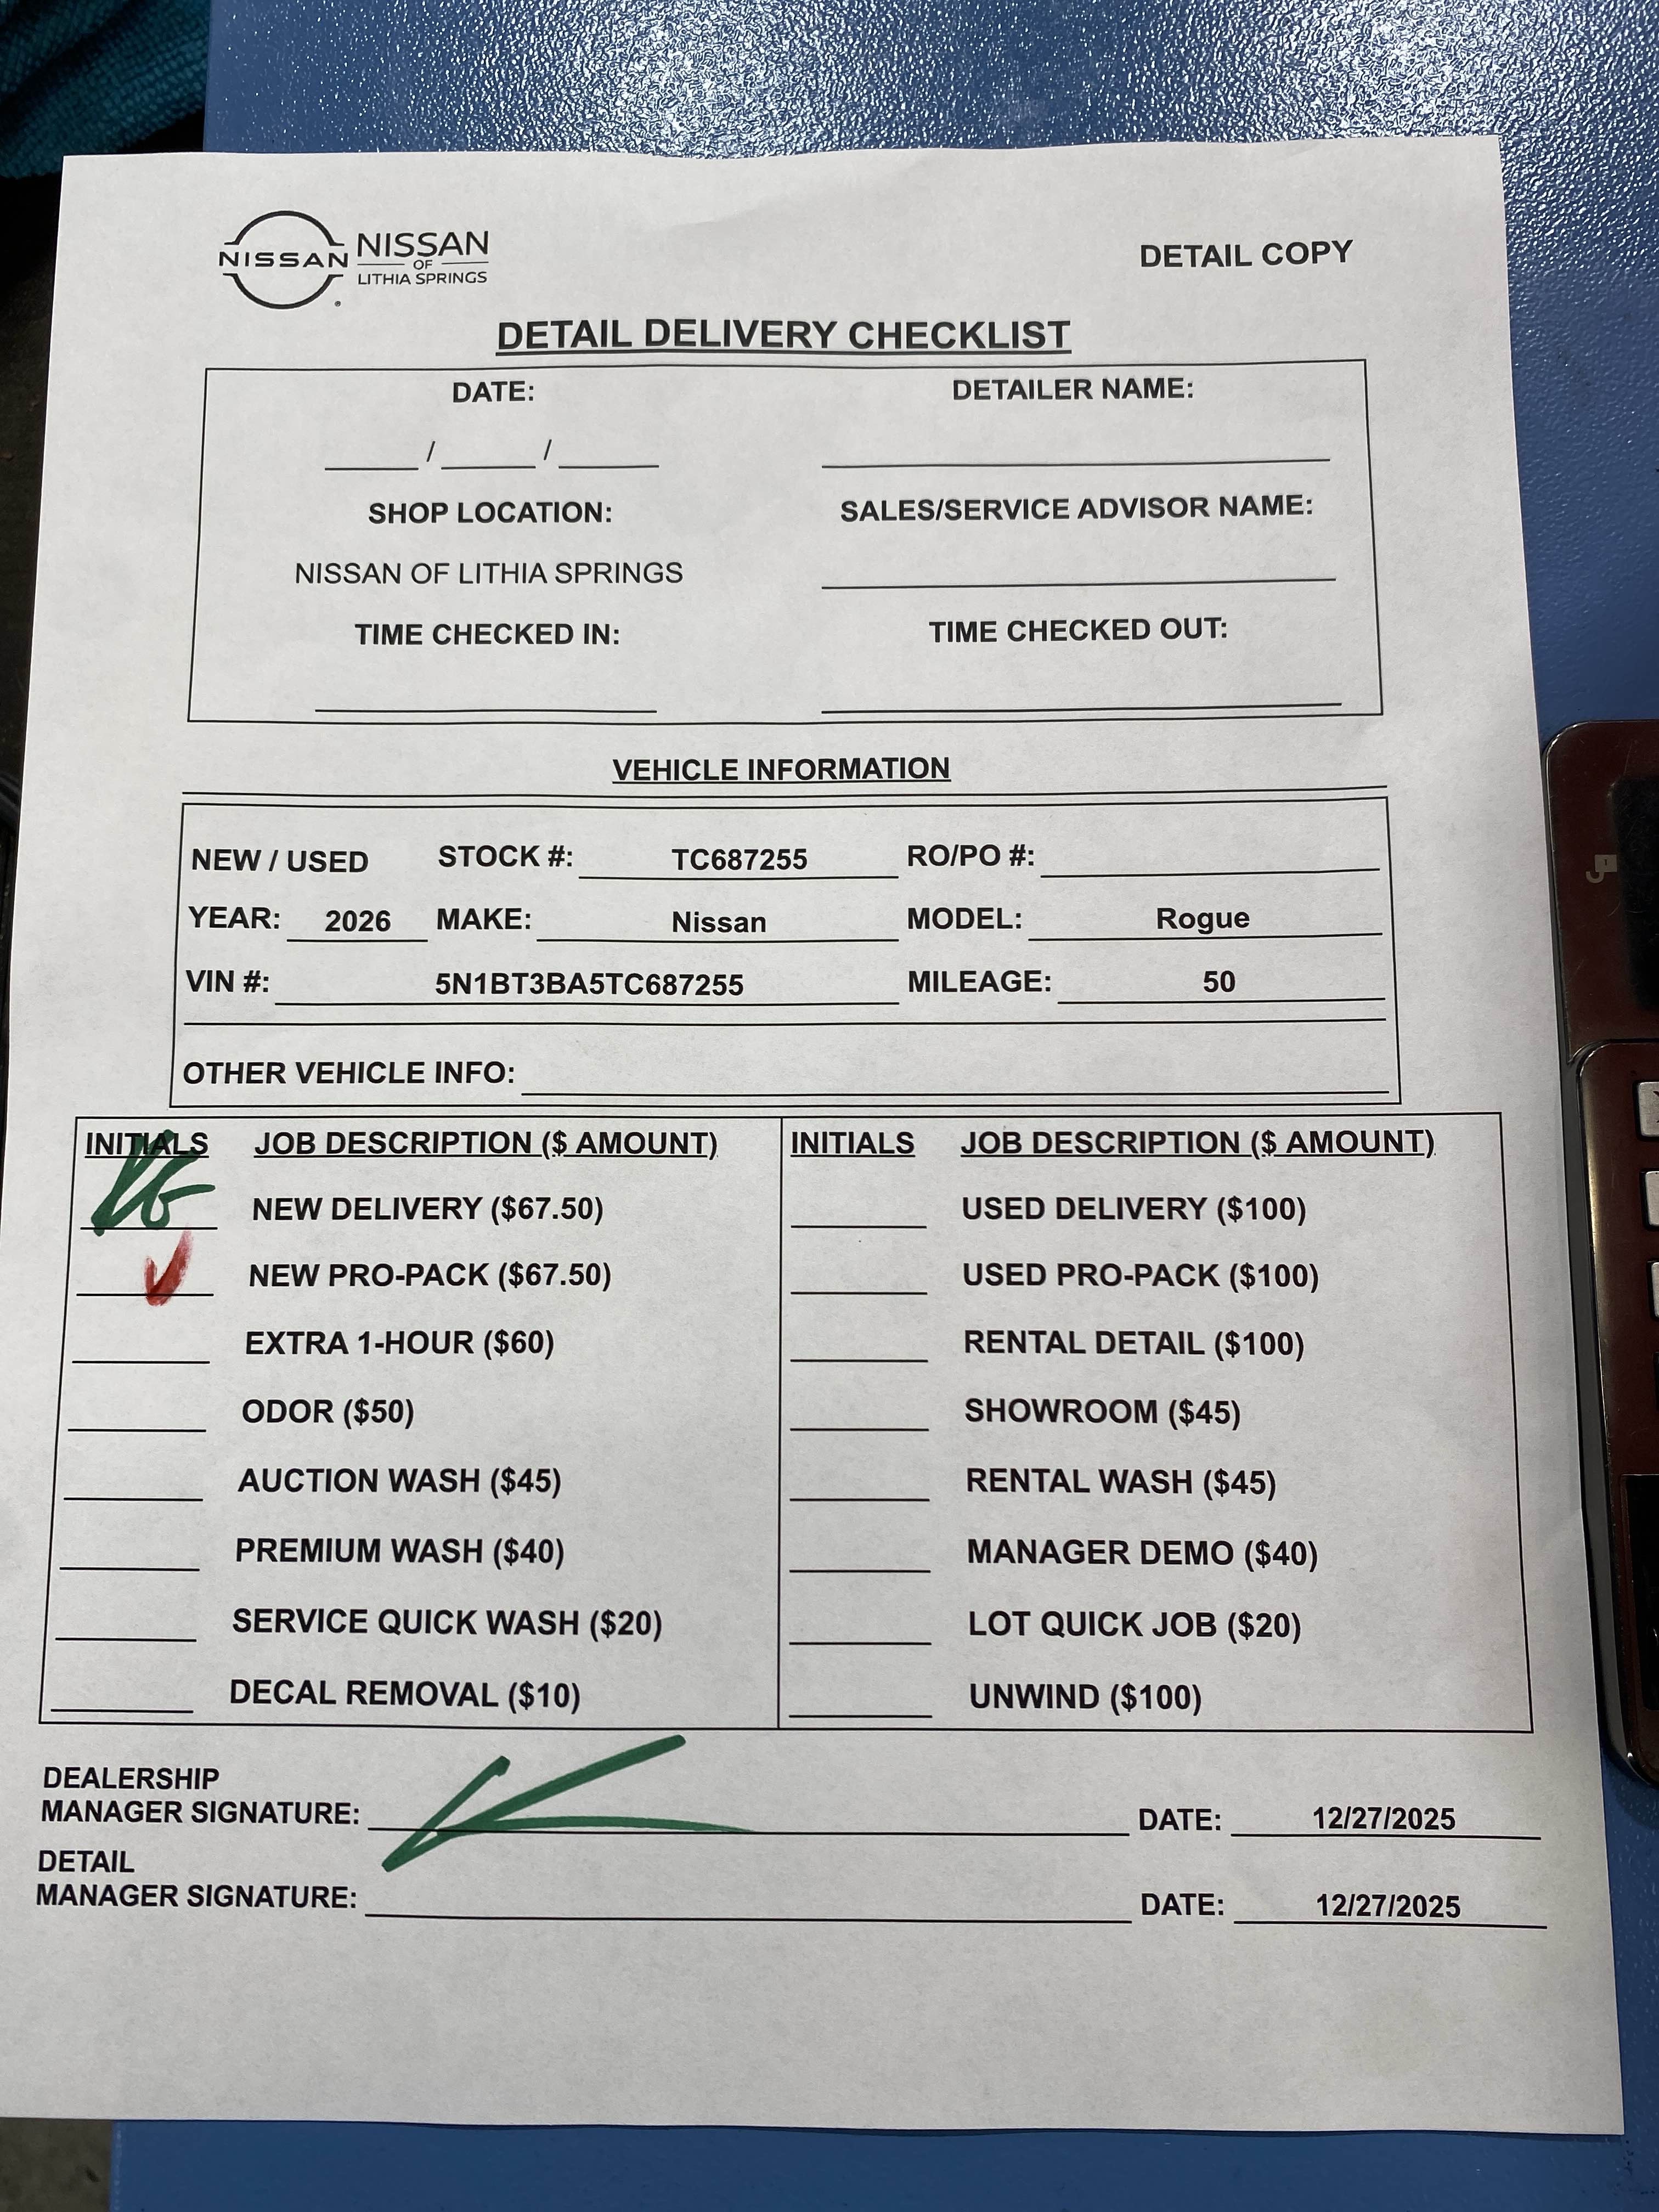 NISSAN NISSAN
OF
LITHIA SPRINGS
DETAIL COPY
DETAIL DELIVERY CHECKLIST
DATE: DETAILER NAME:
____ / ____ / ____ ____
SHOP LOCATION: SALES/SERVICE ADVISOR NAME:
NISSAN OF LITHIA SPRINGS ____
TIME CHECKED IN: TIME CHECKED OUT:
VEHICLE INFORMATION
NEW / USED STOCK #: TC687255 RO/PO #:
YEAR: 2026 MAKE: Nissan MODEL: Rogue
VIN #: 5N1BT3BA5TC687255 MILEAGE: 50
OTHER VEHICLE INFO:
INITIALS JOB DESCRIPTION ($ AMOUNT) INITIALS JOB DESCRIPTION ($ AMOUNT)
NEW DELIVERY ($67.50) USED DELIVERY ($100)
✓ NEW PRO-PACK ($67.50) USED PRO-PACK ($100)
EXTRA 1-HOUR ($60) RENTAL DETAIL ($100)
ODOR ($50) SHOWROOM ($45)
AUCTION WASH ($45) RENTAL WASH ($45)
PREMIUM WASH ($40) MANAGER DEMO ($40)
SERVICE QUICK WASH ($20) LOT QUICK JOB ($20)
DECAL REMOVAL ($10) UNWIND ($100)
DEALERSHIP
MANAGER SIGNATURE: DATE: 12/27/2025
DETAIL
MANAGER SIGNATURE: DATE: 12/27/2025